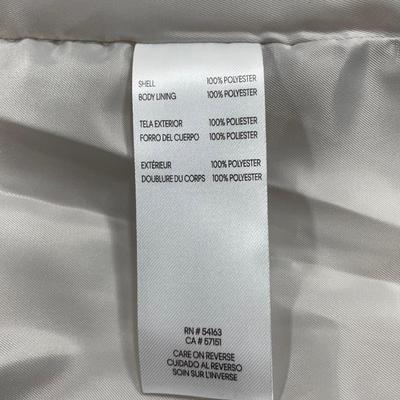 SHELL 100% POLYESTER
BODY LINING 100% POLYESTER
TELA EXTERIOR 100% POLIESTER
FORRO DEL CUERPO 100% POLIESTER
EXTÉRIEUR 100% POLYESTER
DOUBLURE DU CORPS 100% POLYESTER
RN # 54163
CA # 57151
CARE ON REVERSE
CUIDADO AL REVERSO
SOIN SUR L'INVERSE